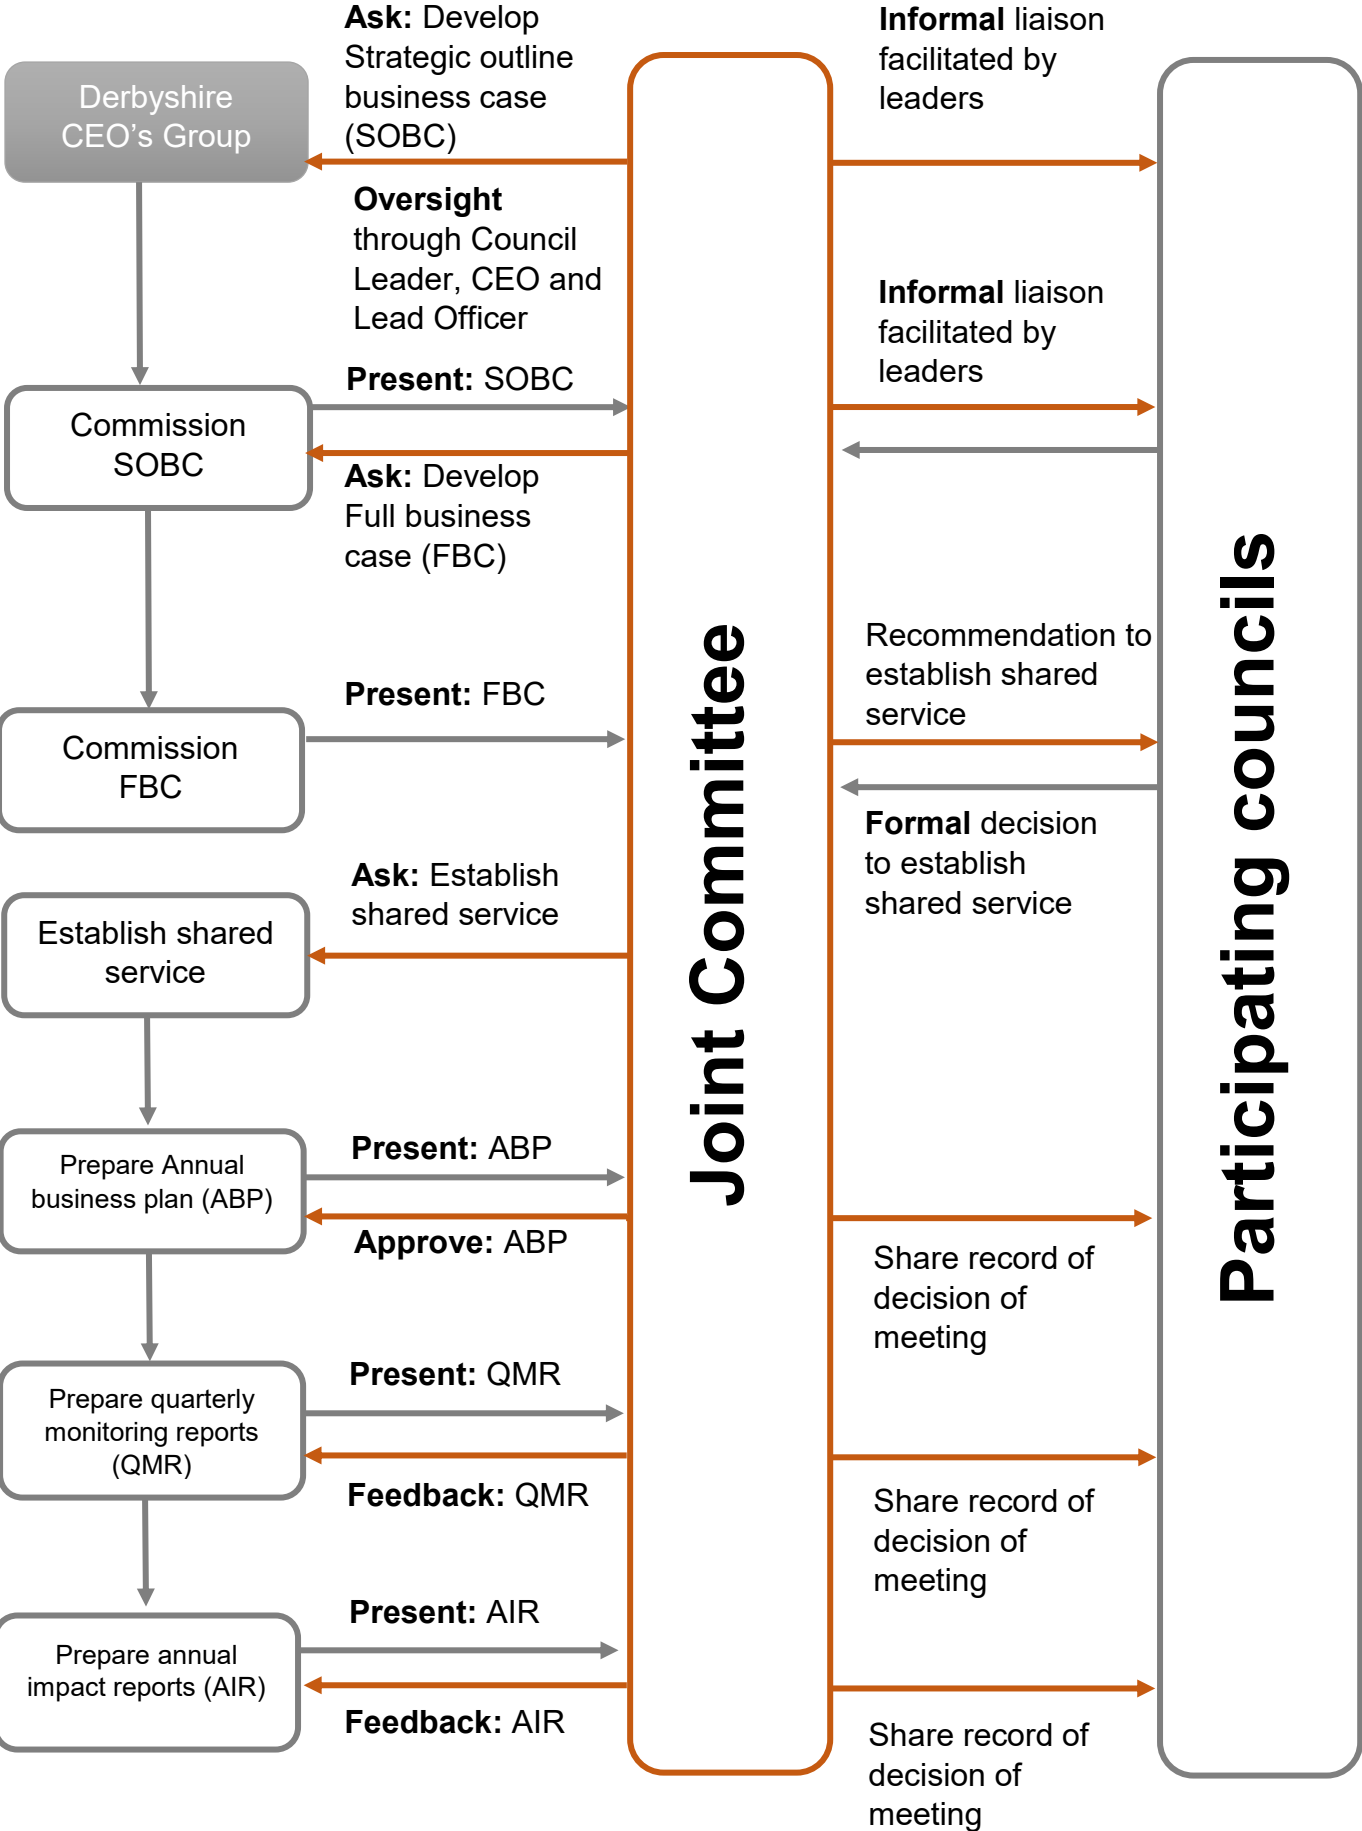 Derbyshire
CEO's Group
Ask: Develop
Strategic outline
business case
(SOBC)
Informal liaison
facilitated by
leaders
Oversight
through Council
Leader, CEO and
Lead Officer
Informal liaison
facilitated by
leaders
Commission
SOBC
Present: SOBC
Ask: Develop
Full business
case (FBC)
Commission
FBC
Present: FBC
Recommendation to
establish shared
service
Formal decision
to establish
shared service
Establish shared
service
Ask: Establish
shared service
Joint Committee
Participating councils
Prepare Annual
business plan (ABP)
Present: ABP
Approve: ABP
Share record of
decision of
meeting
Prepare quarterly
monitoring reports
(QMR)
Present: QMR
Feedback: QMR
Share record of
decision of
meeting
Prepare annual
impact reports (AIR)
Present: AIR
Feedback: AIR
Share record of
decision of
meeting